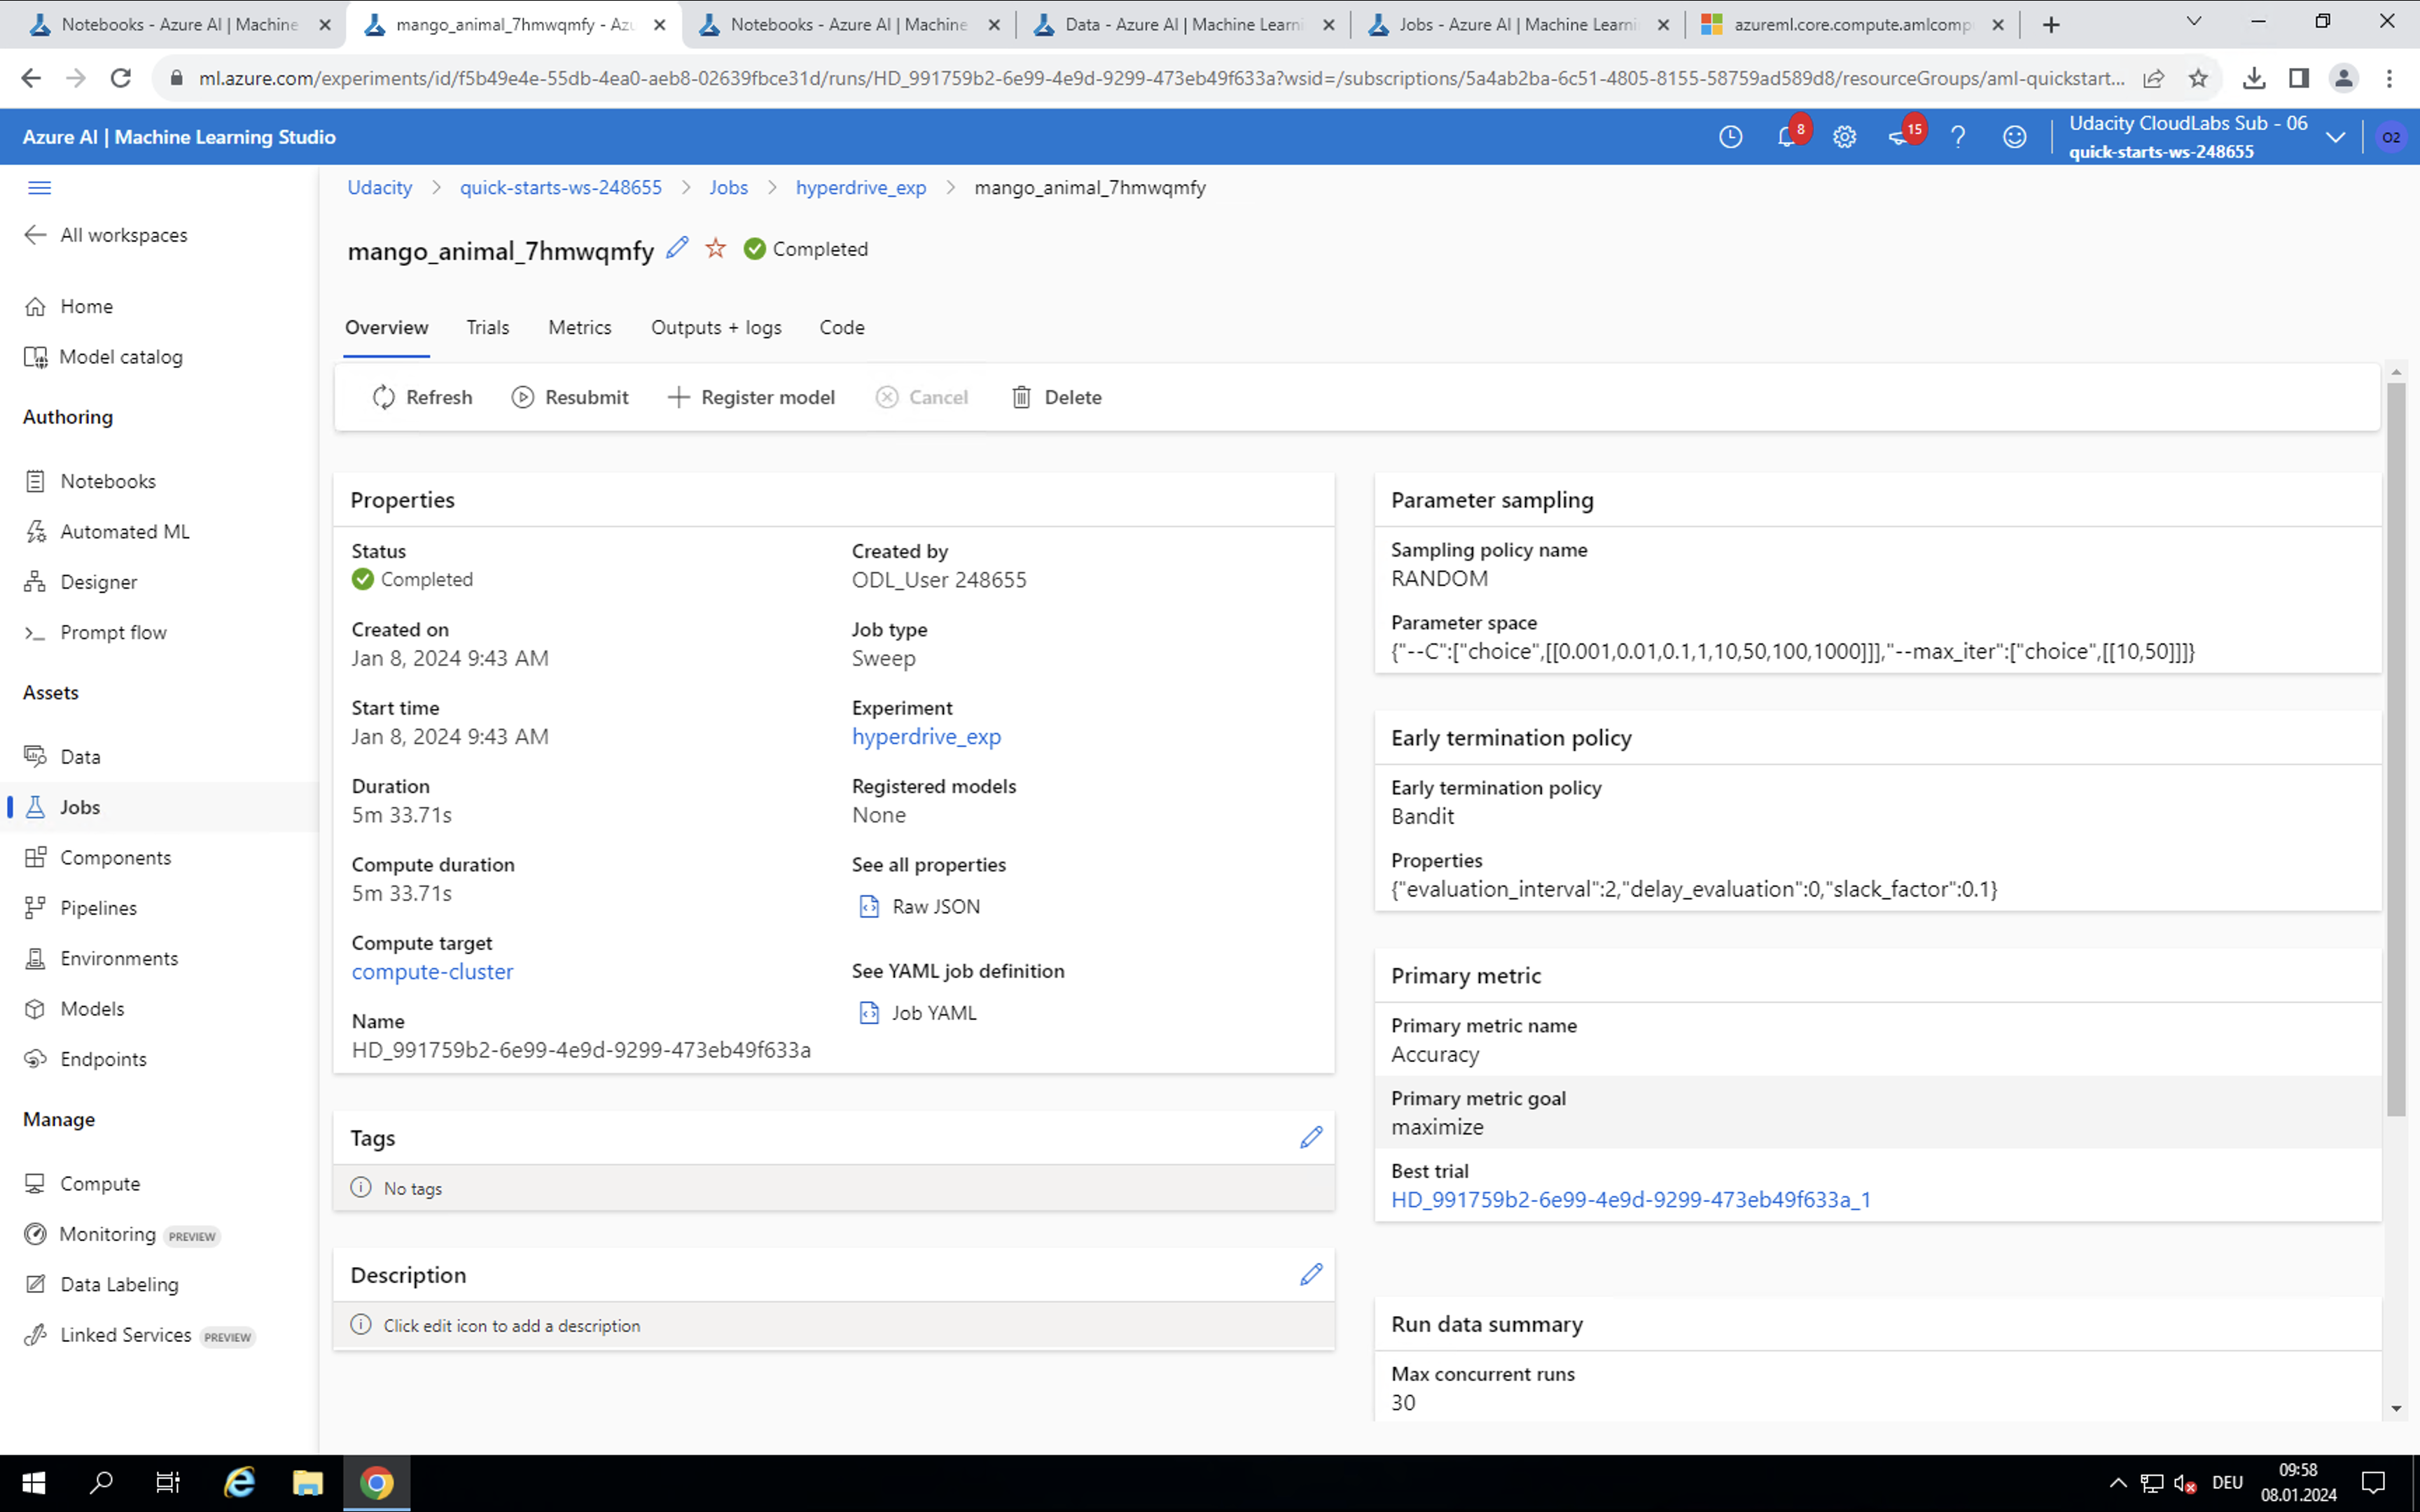 Notebooks - Azure AI | Machine
mango_animal_7hmwqmfy - Azu
Notebooks - Azure AI | Machine
Data - Azure AI | Machine Learni
Jobs - Azure AI | Machine Learni
azureml.core.compute.amlcomp
ml.azure.com/experiments/id/f5b49e4e-55db-4ea0-aeb8-02639fbce31d/runs/HD_991759b2-6e99-4e9d-9299-473eb49f633a?wsid=/subscriptions/5a4ab2ba-6c51-4805-8155-58759ad589d8/resourceGroups/aml-quickstart...
Azure AI | Machine Learning Studio
8
15
?
Udacity CloudLabs Sub - 06
quick-starts-ws-248655
O2
Udacity > quick-starts-ws-248655 > Jobs > hyperdrive_exp > mango_animal_7hmwqmfy
All workspaces
Home
Model catalog
Authoring
Notebooks
Automated ML
Designer
Prompt flow
Assets
Data
Jobs
Components
Pipelines
Environments
Models
Endpoints
Manage
Compute
Monitoring PREVIEW
Data Labeling
Linked Services PREVIEW
mango_animal_7hmwqmfy Completed
Overview Trials Metrics Outputs + logs Code
Refresh Resubmit Register model Cancel Delete
Properties
Status
Completed
Created on
Jan 8, 2024 9:43 AM
Start time
Jan 8, 2024 9:43 AM
Duration
5m 33.71s
Compute duration
5m 33.71s
Compute target
compute-cluster
Name
HD_991759b2-6e99-4e9d-9299-473eb49f633a
Created by
ODL_User 248655
Job type
Sweep
Experiment
hyperdrive_exp
Registered models
None
See all properties
Raw JSON
See YAML job definition
Job YAML
Tags
No tags
Description
Click edit icon to add a description
Parameter sampling
Sampling policy name
RANDOM
Parameter space
{"--C":["choice",[[0.001,0.01,0.1,1,10,50,100,1000]]],"--max_iter":["choice",[[10,50]]]}
Early termination policy
Early termination policy
Bandit
Properties
{"evaluation_interval":2,"delay_evaluation":0,"slack_factor":0.1}
Primary metric
Primary metric name
Accuracy
Primary metric goal
maximize
Best trial
HD_991759b2-6e99-4e9d-9299-473eb49f633a_1
Run data summary
Max concurrent runs
30
DEU
09:58
08.01.2024